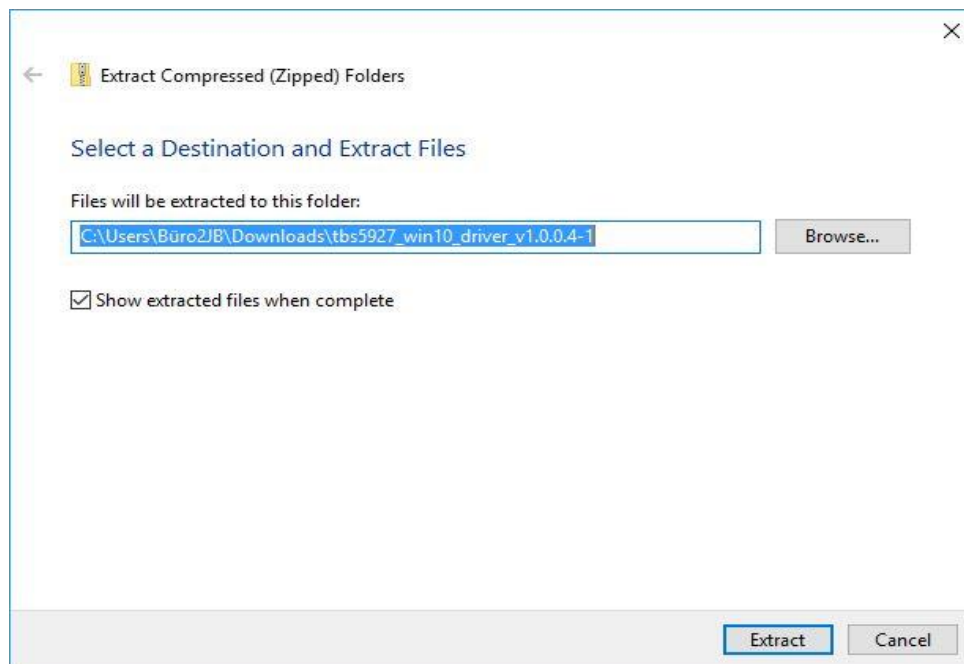 Extract Compressed (Zipped) Folders
Select a Destination and Extract Files
Files will be extracted to this folder:
C:\Users\Büro2JB\Downloads\tbs5927_win10_driver_v1.0.0.4-1
Browse...
Show extracted files when complete
Extract
Cancel